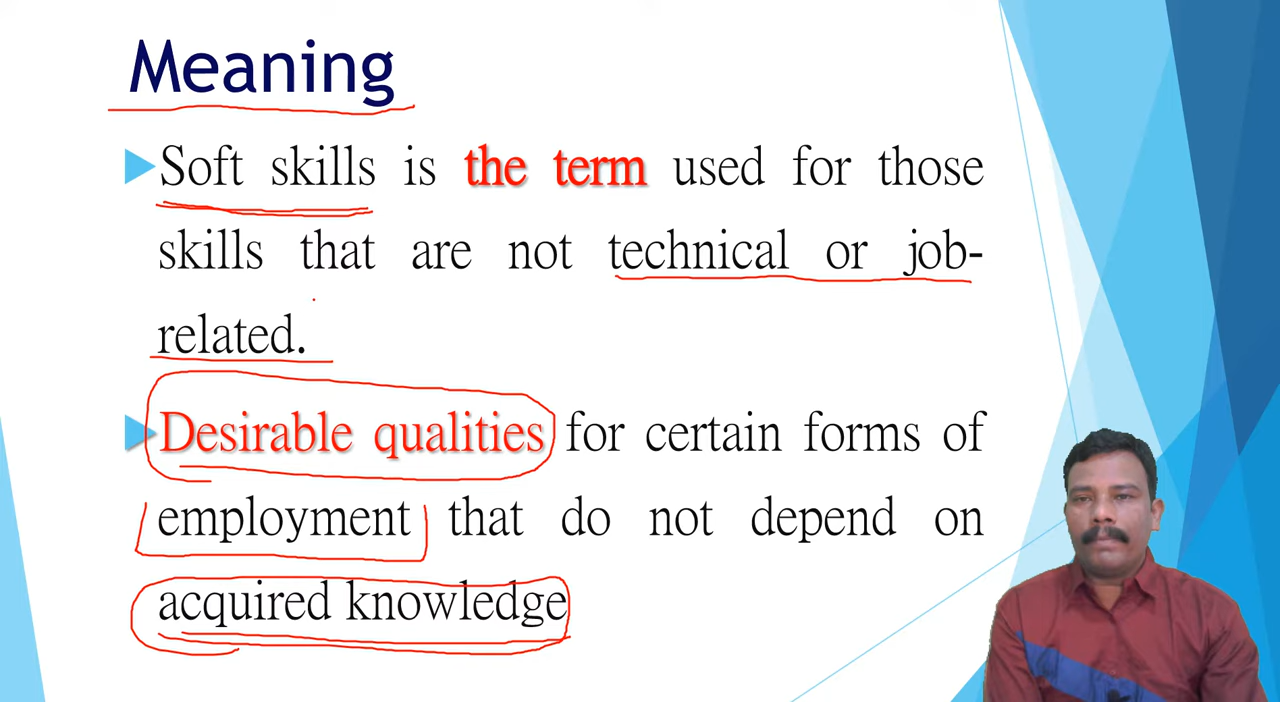 Meaning
Soft skills is the term used for those
skills that are not technical or job-
related.
Desirable qualities for certain forms of
employment that do not depend on
acquired knowledge